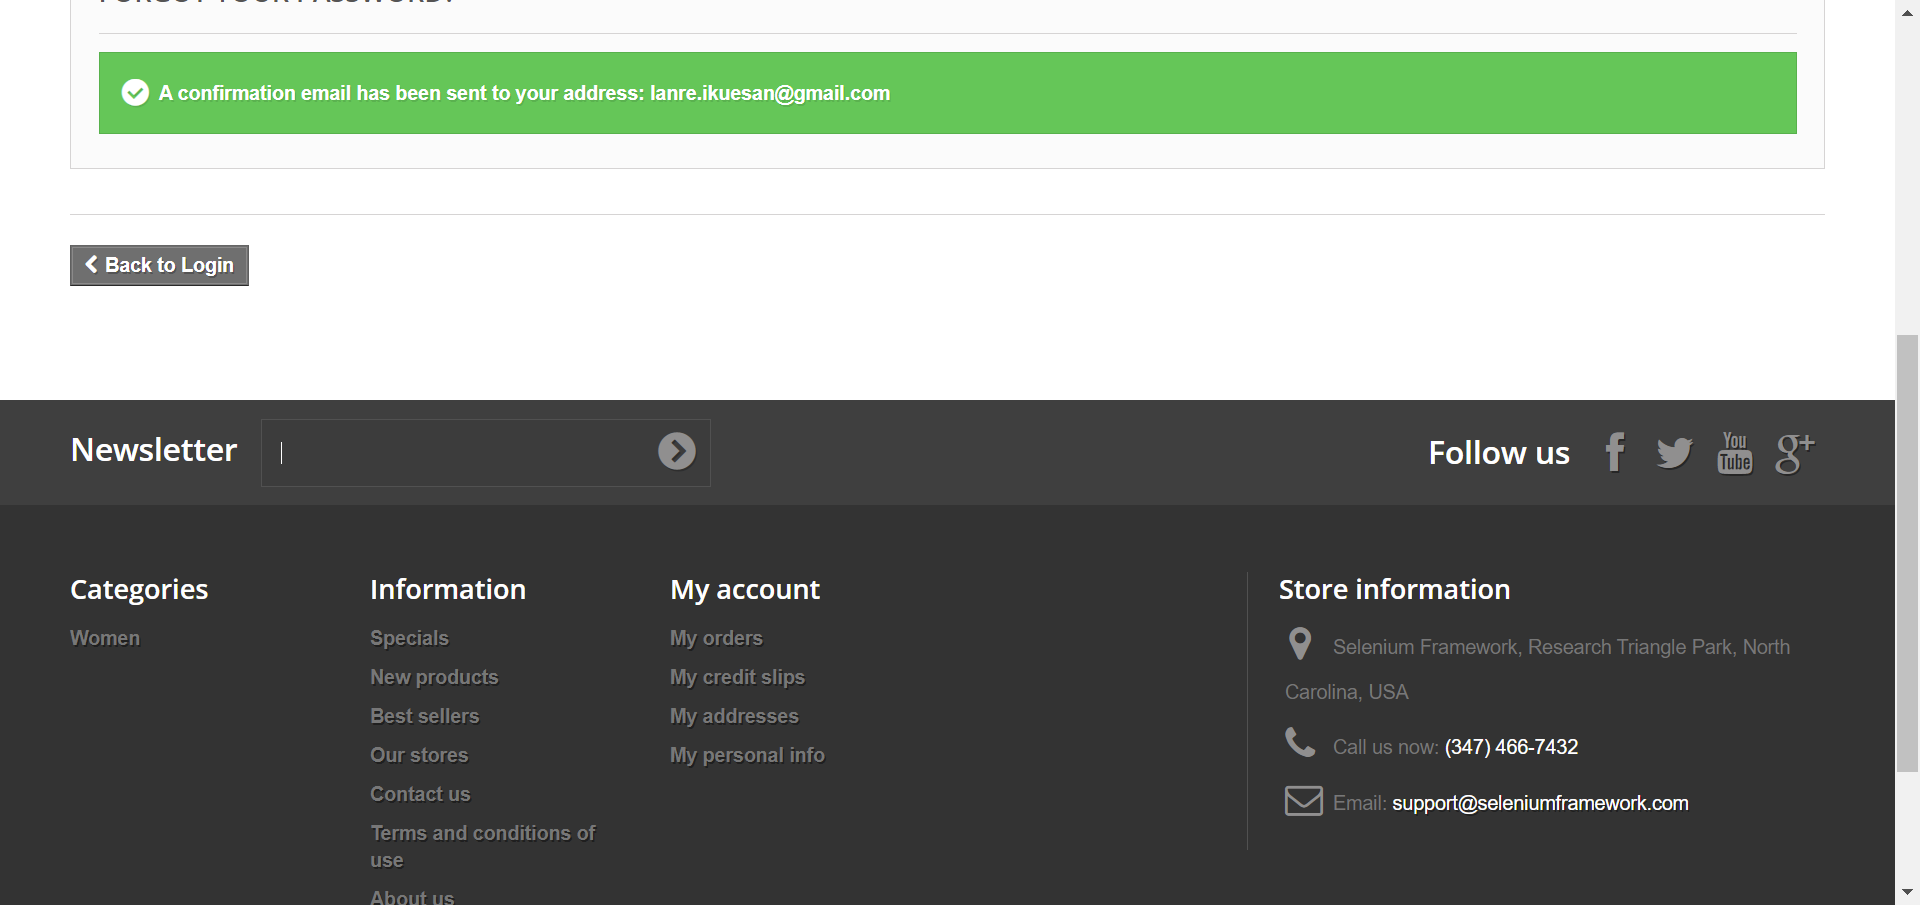 FORGOT YOUR PASSWORD?
A confirmation email has been sent to your address: lanre.ikuesan@gmail.com
Back to Login
Newsletter
Follow us
You
Tube
g+
Categories
Women
Information
Specials
New products
Best sellers
Our stores
Contact us
Terms and conditions of
use
About us
My account
My orders
My credit slips
My addresses
My personal info
Store information
Selenium Framework, Research Triangle Park, North
Carolina, USA
Call us now: (347) 466-7432
Email: support@seleniumframework.com